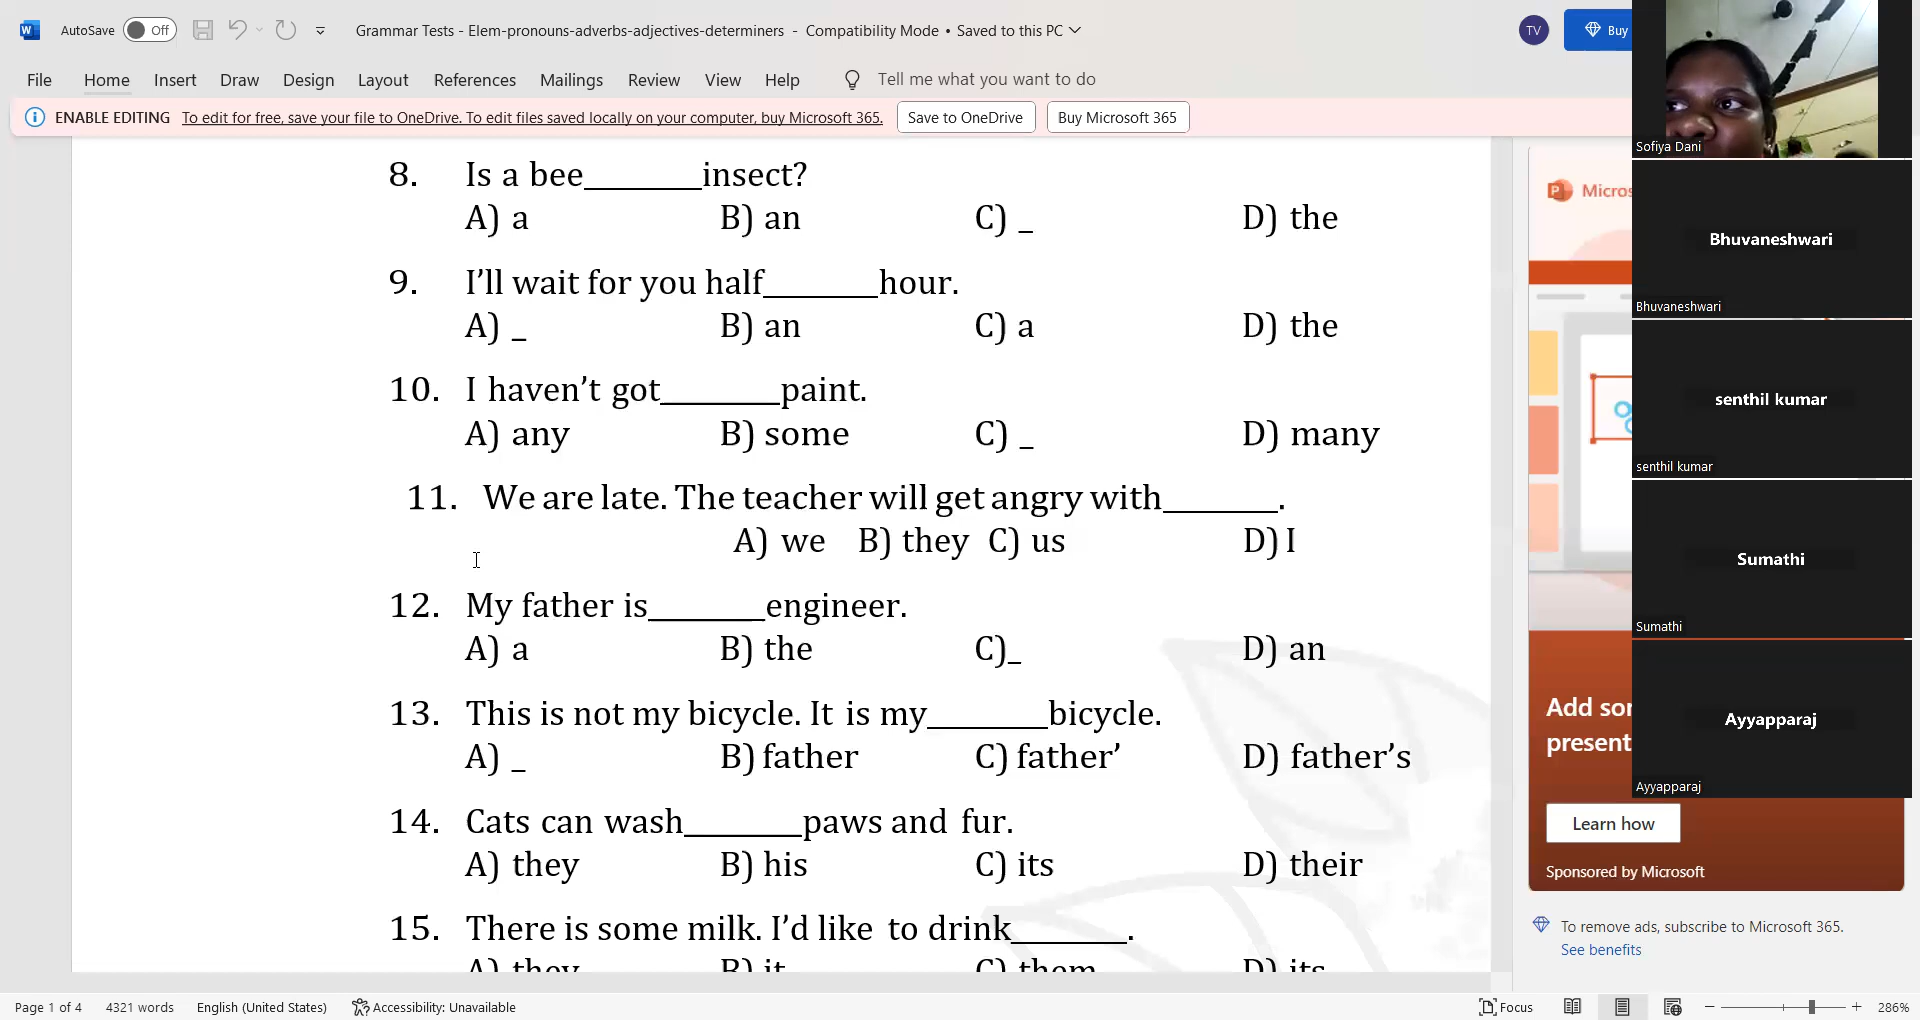 AutoSave Off
Grammar Tests - Elem-pronouns-adverbs-adjectives-determiners - Compatibility Mode • Saved to this PC
TV
Buy
File Home Insert Draw Design Layout References Mailings Review View Help Tell me what you want to do
ENABLE EDITING To edit for free, save your file to OneDrive. To edit files saved locally on your computer, buy Microsoft 365. Save to OneDrive Buy Microsoft 365
8. Is a bee_______insect?
A) a B) an C) _ D) the
9. I’ll wait for you half_______hour.
A) _ B) an C) a D) the
10. I haven’t got_______paint.
A) any B) some C) _ D) many
11. We are late. The teacher will get angry with_______.
A) we B) they C) us D) I
12. My father is_______engineer.
A) a B) the C)_ D) an
13. This is not my bicycle. It is my_______bicycle.
A) _ B) father C) father’ D) father’s
14. Cats can wash_______paws and fur.
A) they B) his C) its D) their
15. There is some milk. I’d like to drink_______.
A) they B) it C) them D) its
Sofiya Dani
Bhuvaneshwari
Bhuvaneshwari
senthil kumar
senthil kumar
Sumathi
Sumathi
Ayyapparaj
Ayyapparaj
Learn how
Sponsored by Microsoft
To remove ads, subscribe to Microsoft 365.
See benefits
Page 1 of 4 4321 words English (United States) Accessibility: Unavailable Focus 286%